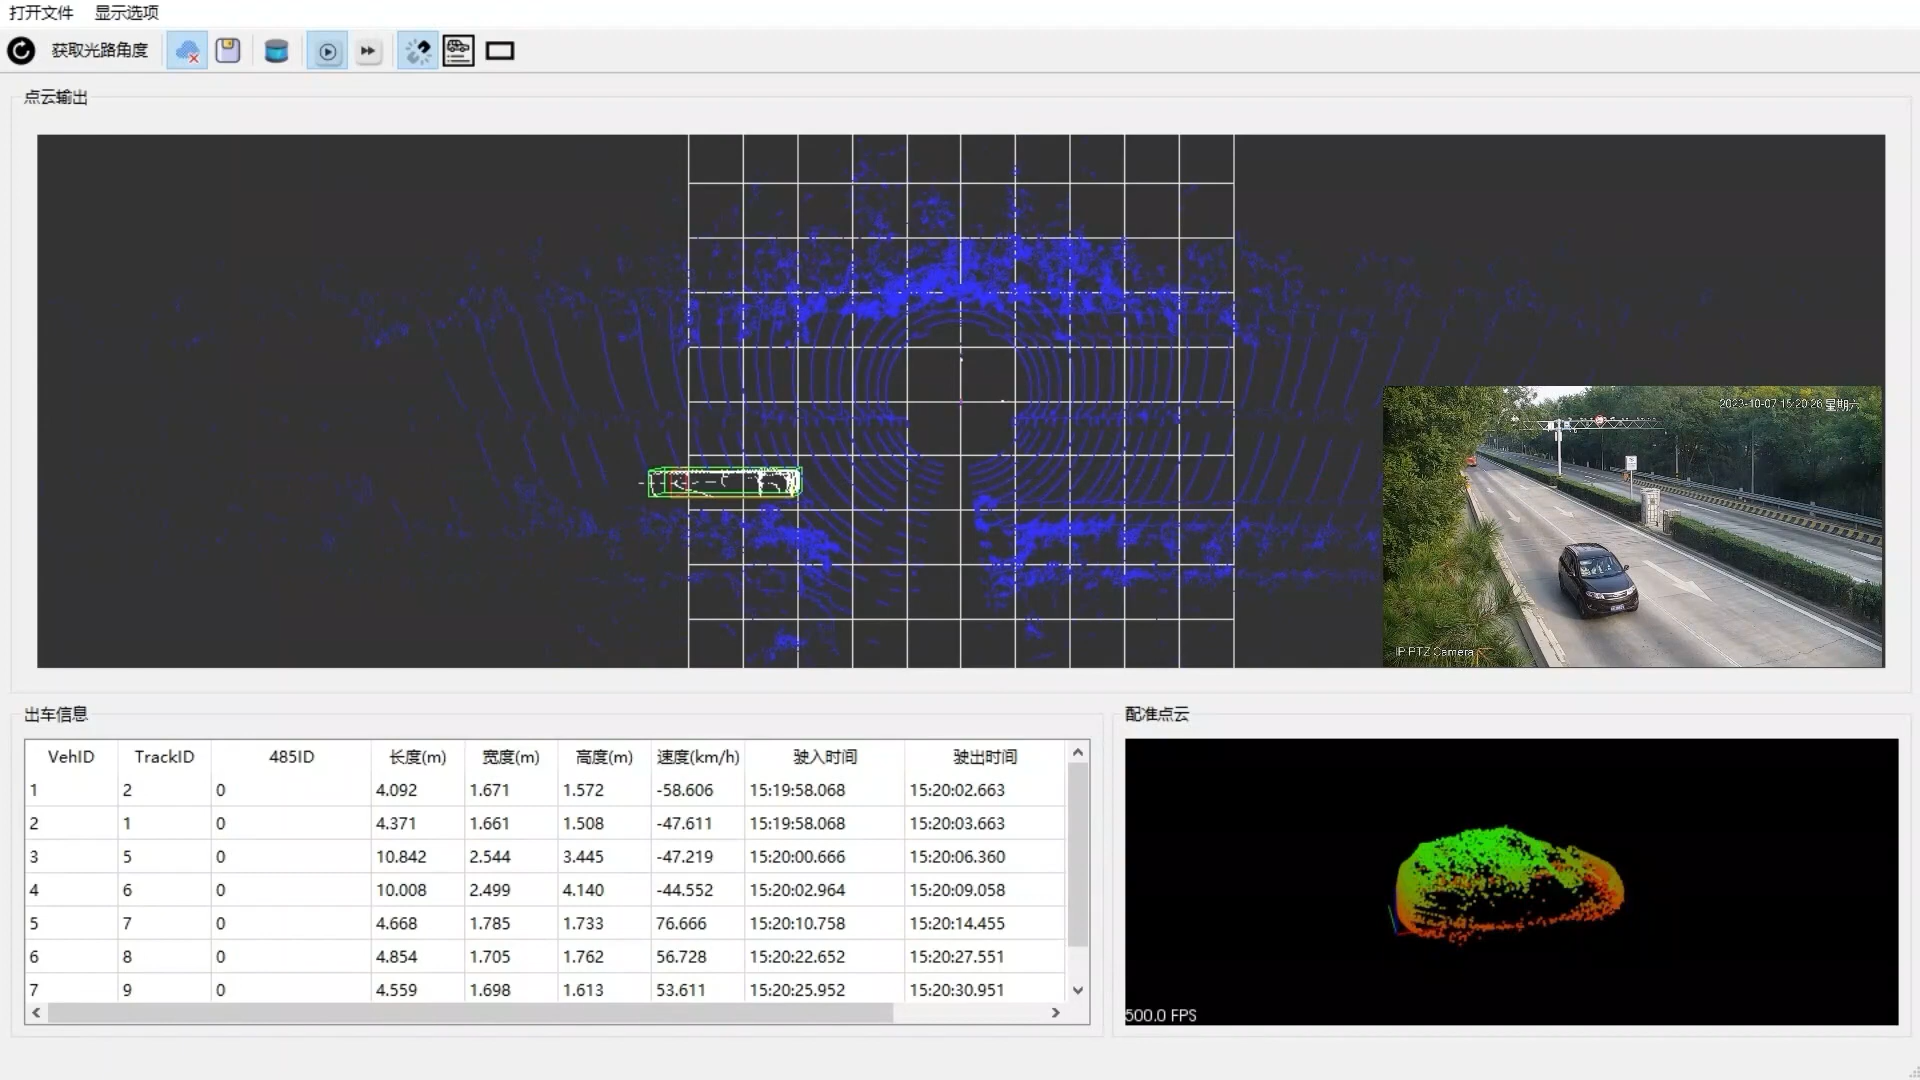 打开文件 显示选项
获取光路角度
点云输出
2023-10-07 15:20:26 星期六
IP PTZ Camera
出车信息
VehID TrackID 485ID 长度(m) 宽度(m) 高度(m) 速度(km/h) 驶入时间 驶出时间
1 2 0 4.092 1.671 1.572 -58.606 15:19:58.068 15:20:02.663
2 1 0 4.371 1.661 1.508 -47.611 15:19:58.068 15:20:03.663
3 5 0 10.842 2.544 3.445 -47.219 15:20:00.666 15:20:06.360
4 6 0 10.008 2.499 4.140 -44.552 15:20:02.964 15:20:09.058
5 7 0 4.668 1.785 1.733 76.666 15:20:10.758 15:20:14.455
6 8 0 4.854 1.705 1.762 56.728 15:20:22.652 15:20:27.551
7 9 0 4.559 1.698 1.613 53.611 15:20:25.952 15:20:30.951
配准点云
500.0 FPS